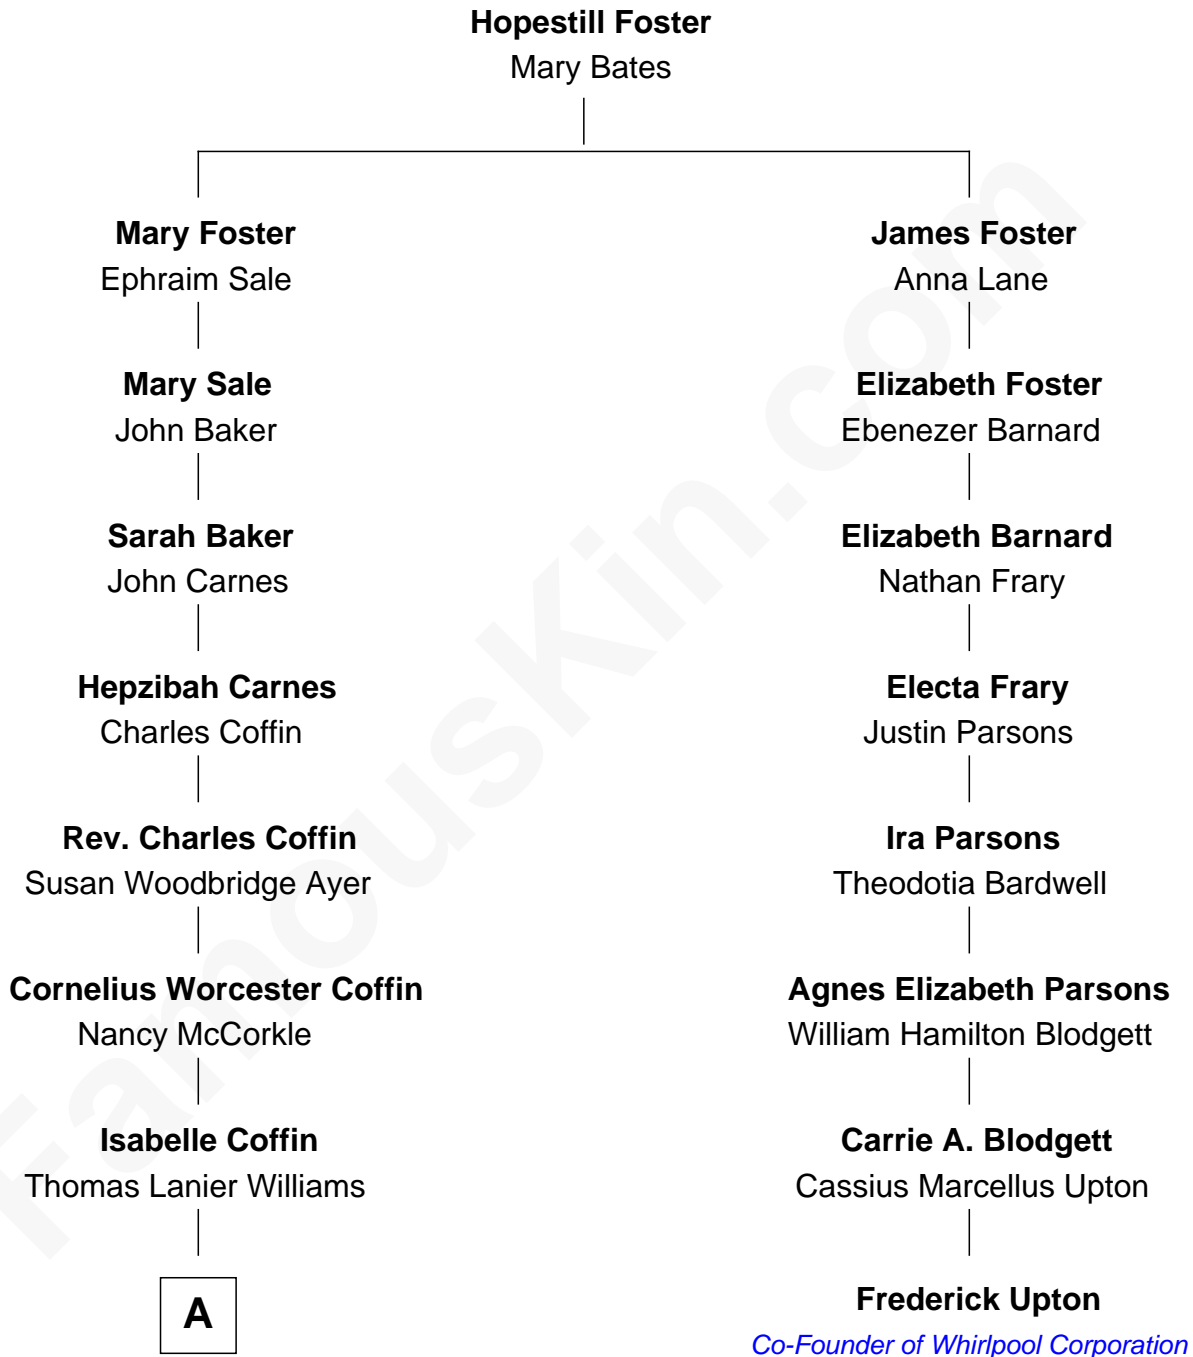 Hopestill Foster
Mary Bates
Mary Foster
Ephraim Sale
James Foster
Anna Lane
Mary Sale
John Baker
Elizabeth Foster
Ebenezer Barnard
Sarah Baker
John Carnes
Elizabeth Barnard
Nathan Frary
Hepzibah Carnes
Charles Coffin
Electa Frary
Justin Parsons
Rev. Charles Coffin
Susan Woodbridge Ayer
Ira Parsons
Theodotia Bardwell
Cornelius Worcester Coffin
Nancy McCorkle
Agnes Elizabeth Parsons
William Hamilton Blodgett
Isabelle Coffin
Thomas Lanier Williams
Carrie A. Blodgett
Cassius Marcellus Upton
A
Frederick Upton
Co-Founder of Whirlpool Corporation
FamousKin.com